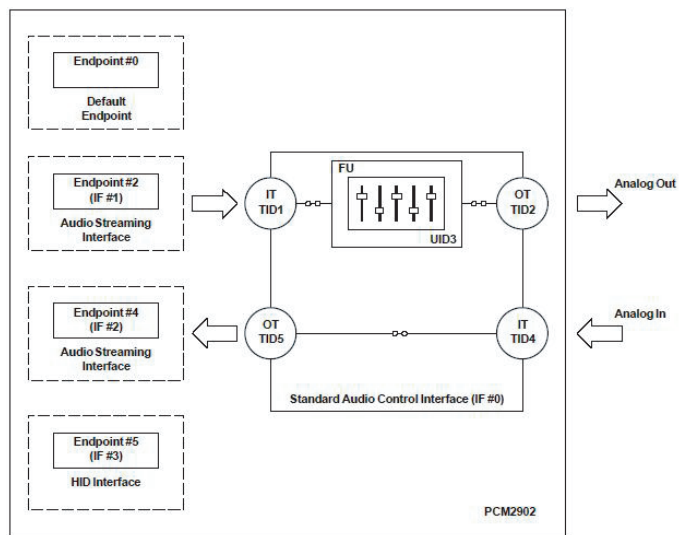 Endpoint #0
Default
Endpoint
Endpoint #2
(IF #1)
Audio Streaming
Interface
IT
TID1
FU
UID3
OT
TID2
Analog Out
Endpoint #4
(IF #2)
Audio Streaming
Interface
OT
TID5
IT
TID4
Analog In
Standard Audio Control Interface (IF #0)
Endpoint #5
(IF #3)
HID Interface
PCM2902